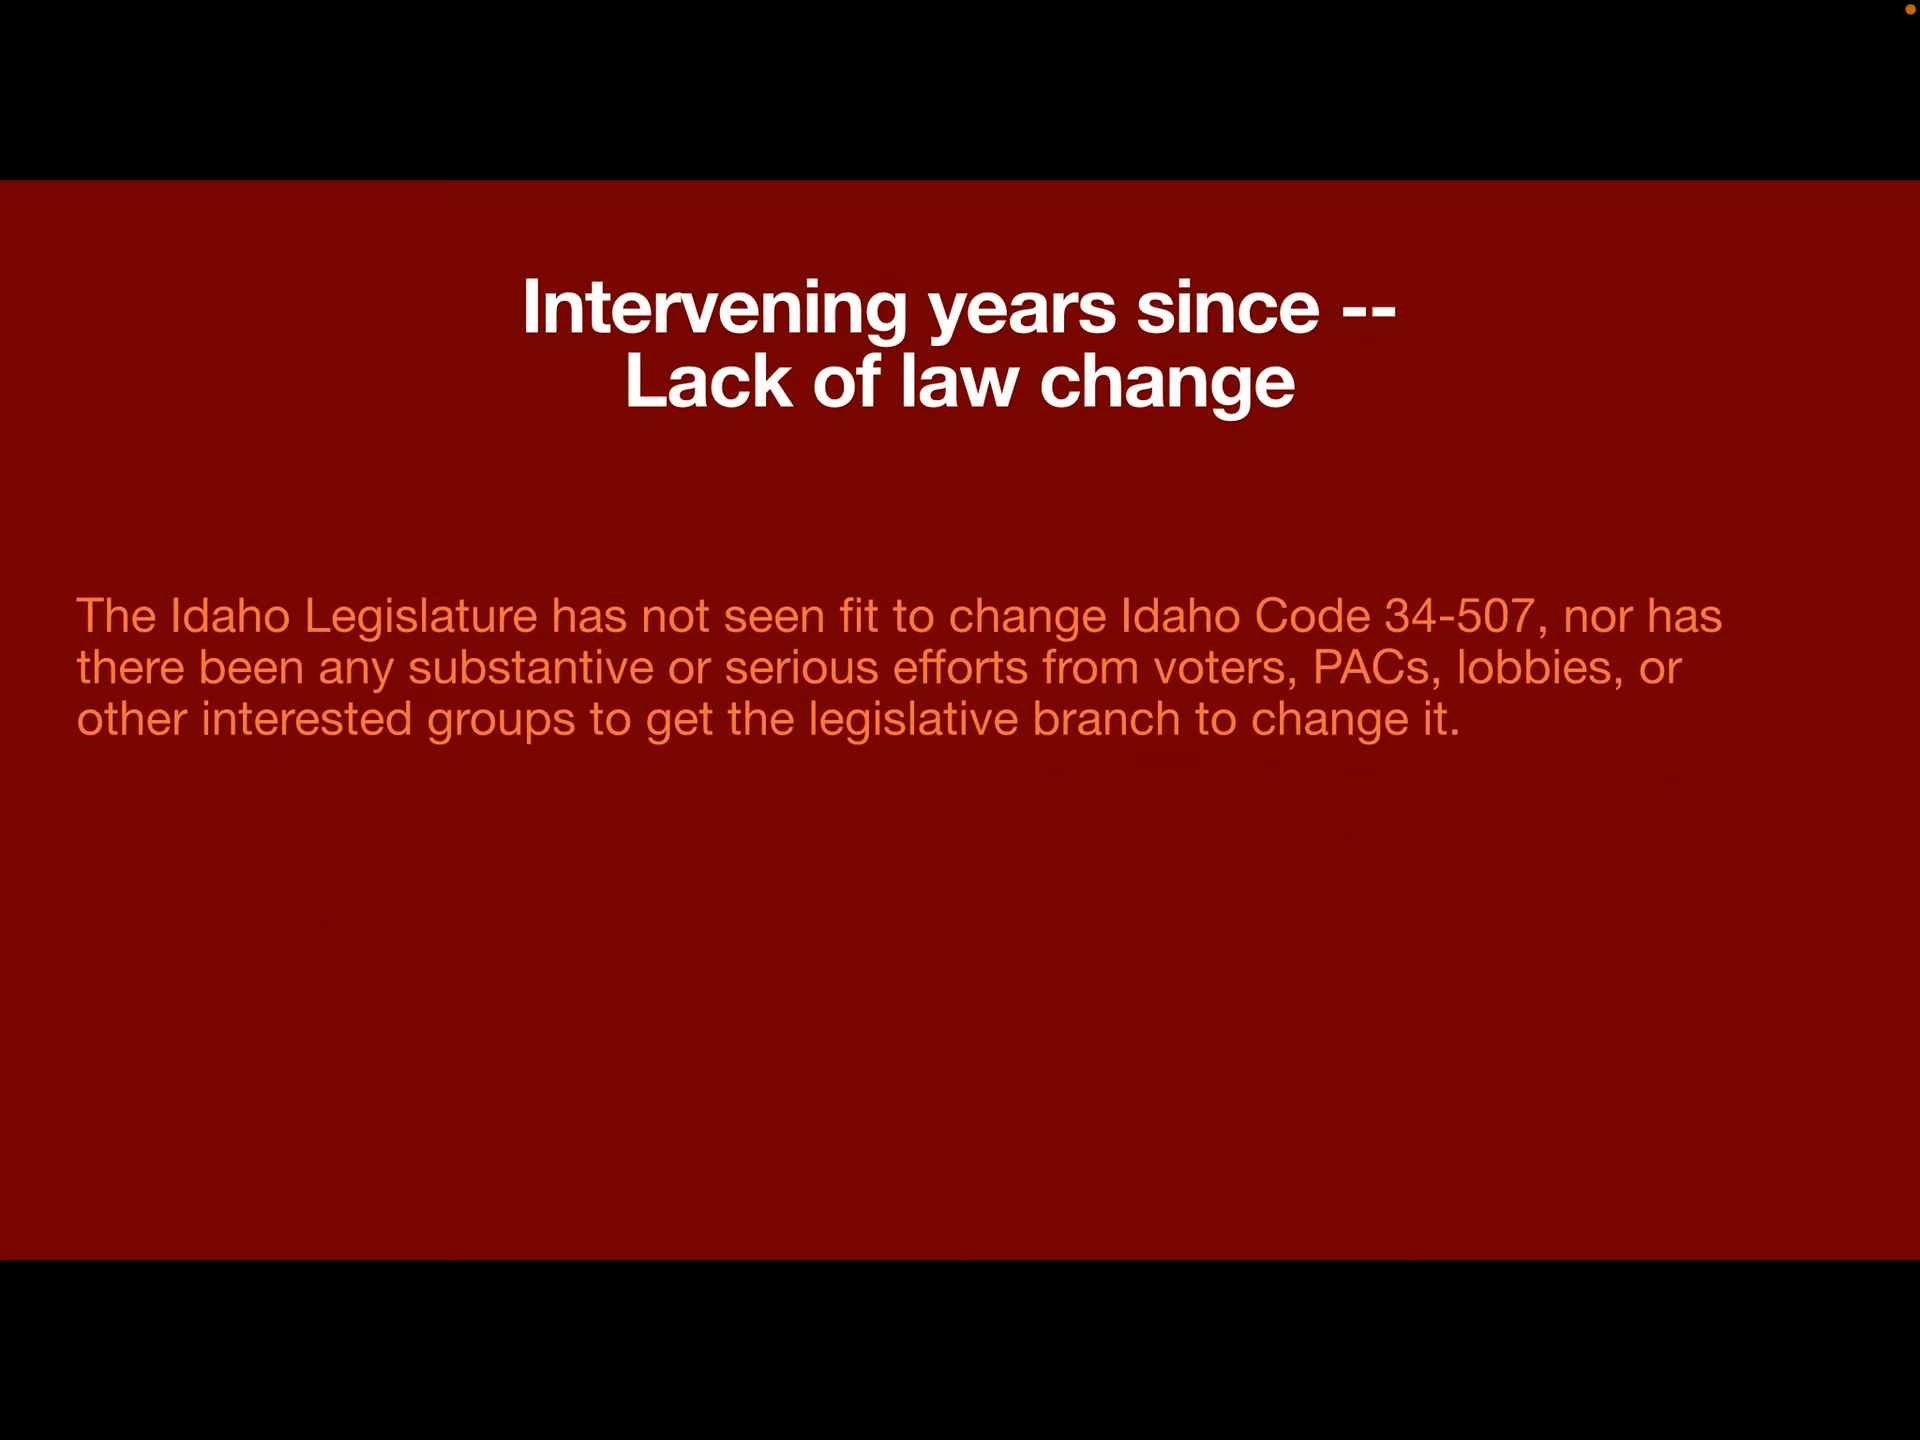 Intervening years since --
Lack of law change
The Idaho Legislature has not seen fit to change Idaho Code 34-507, nor has
there been any substantive or serious efforts from voters, PACs, lobbies, or
other interested groups to get the legislative branch to change it.